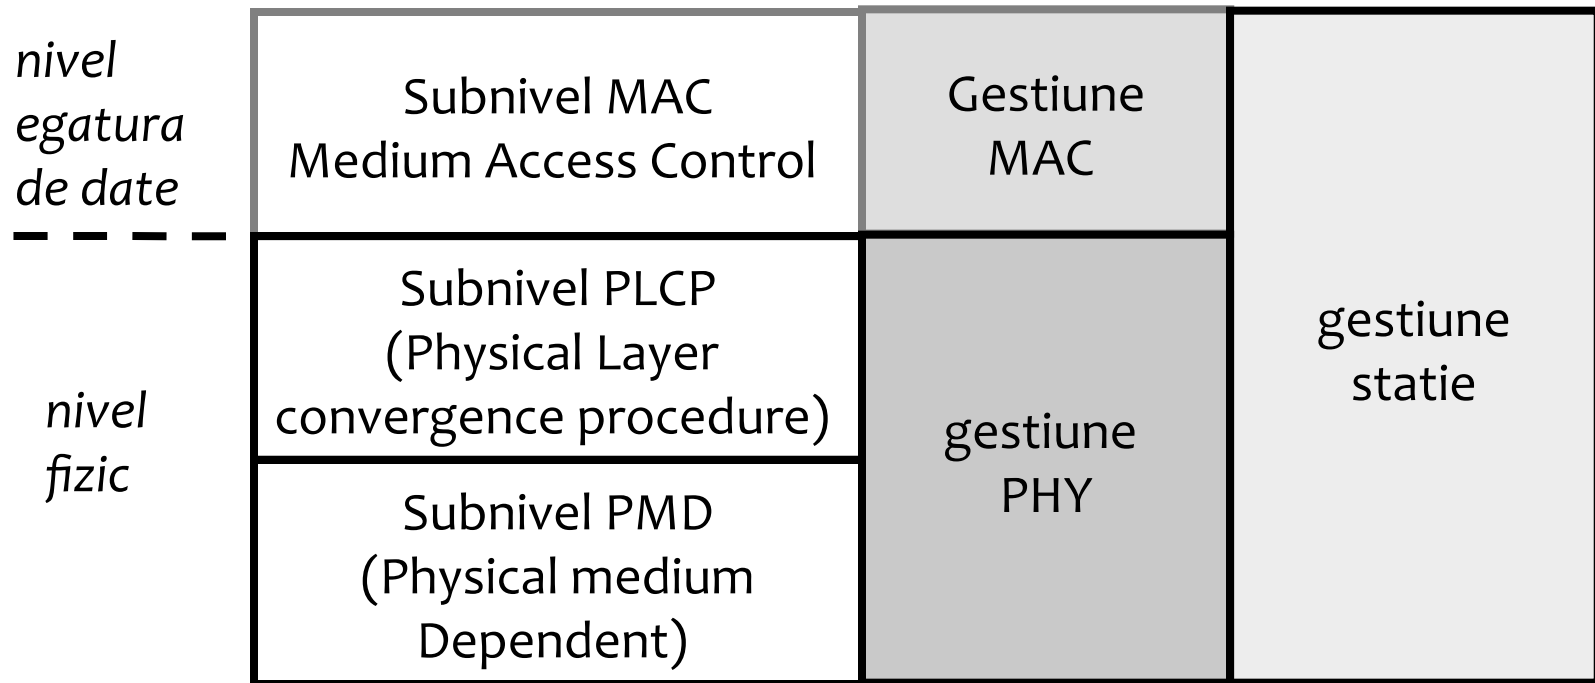 nivel
egatura
de date
Subnivel MAC
Medium Access Control
Gestiune
MAC
nivel
fizic
Subnivel PLCP
(Physical Layer
convergence procedure)
Subnivel PMD
(Physical medium
Dependent)
gestiune
PHY
gestiune
statie